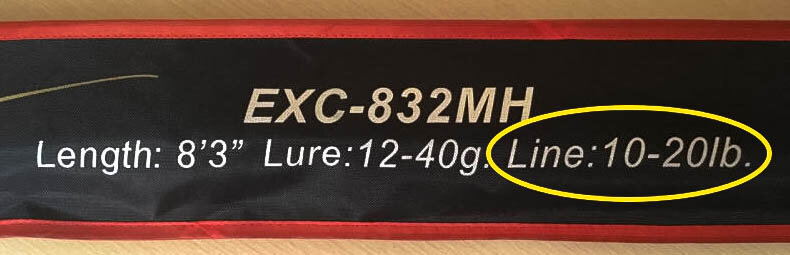 EXC-832MH
Length: 8'3" Lure:12-40g. Line:10-20lb.